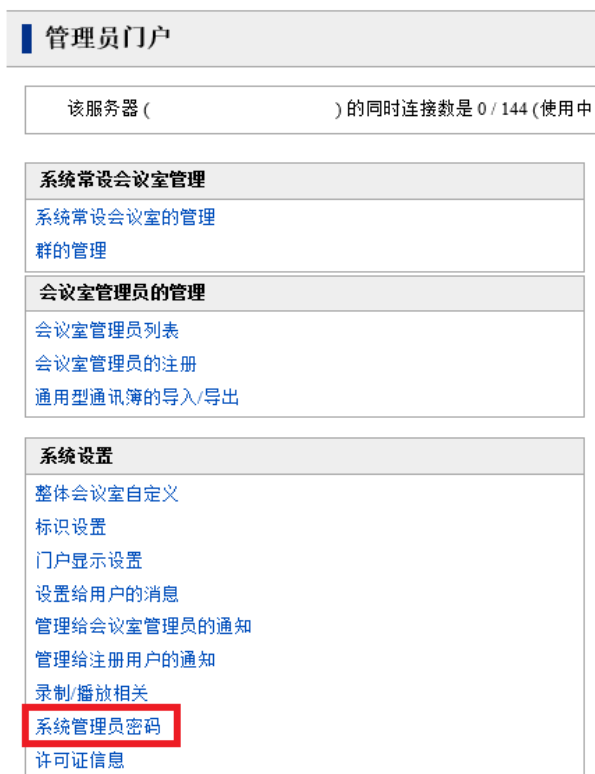 管理员门户
该服务器 ( ) 的同时连接数是 0 / 144 (使用中
系统常设会议室管理
系统常设会议室的管理
群的管理
会议室管理员的管理
会议室管理员列表
会议室管理员的注册
通用型通讯簿的导入/导出
系统设置
整体会议室自定义
标识设置
门户显示设置
设置给用户的消息
管理给会议室管理员的通知
管理给注册用户的通知
录制/播放相关
系统管理员密码
许可证信息